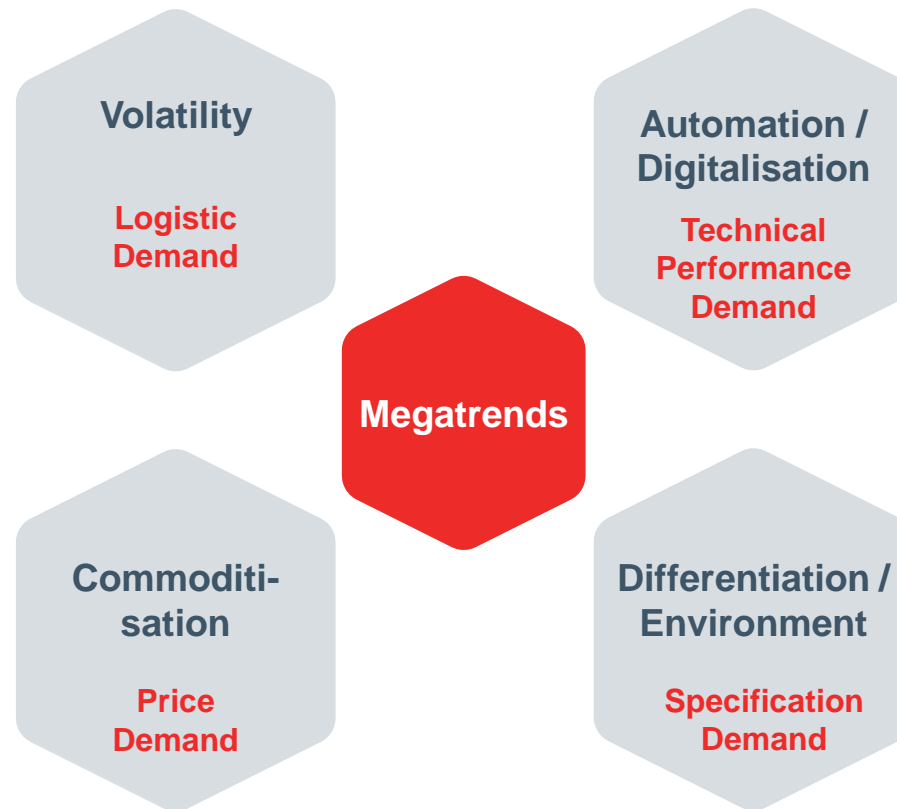 Volatility
Logistic
Demand
Automation /
Digitalisation
Technical
Performance
Demand
Megatrends
Commoditi-
sation
Price
Demand
Differentiation /
Environment
Specification
Demand